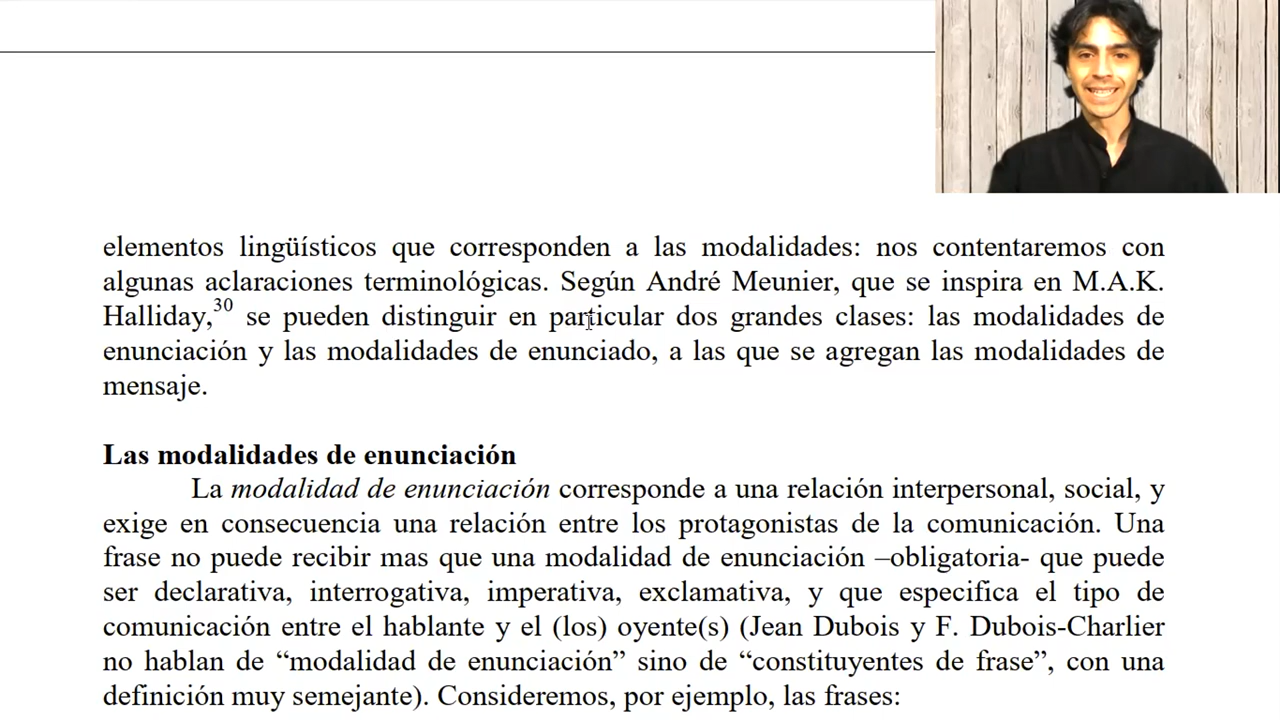 elementos lingüísticos que corresponden a las modalidades: nos contentaremos con
algunas aclaraciones terminológicas. Según André Meunier, que se inspira en M.A.K.
Halliday,30 se pueden distinguir en particular dos grandes clases: las modalidades de
enunciación y las modalidades de enunciado, a las que se agregan las modalidades de
mensaje.
Las modalidades de enunciación
La modalidad de enunciación corresponde a una relación interpersonal, social, y
exige en consecuencia una relación entre los protagonistas de la comunicación. Una
frase no puede recibir mas que una modalidad de enunciación –obligatoria- que puede
ser declarativa, interrogativa, imperativa, exclamativa, y que especifica el tipo de
comunicación entre el hablante y el (los) oyente(s) (Jean Dubois y F. Dubois-Charlier
no hablan de “modalidad de enunciación” sino de “constituyentes de frase”, con una
definición muy semejante). Consideremos, por ejemplo, las frases: